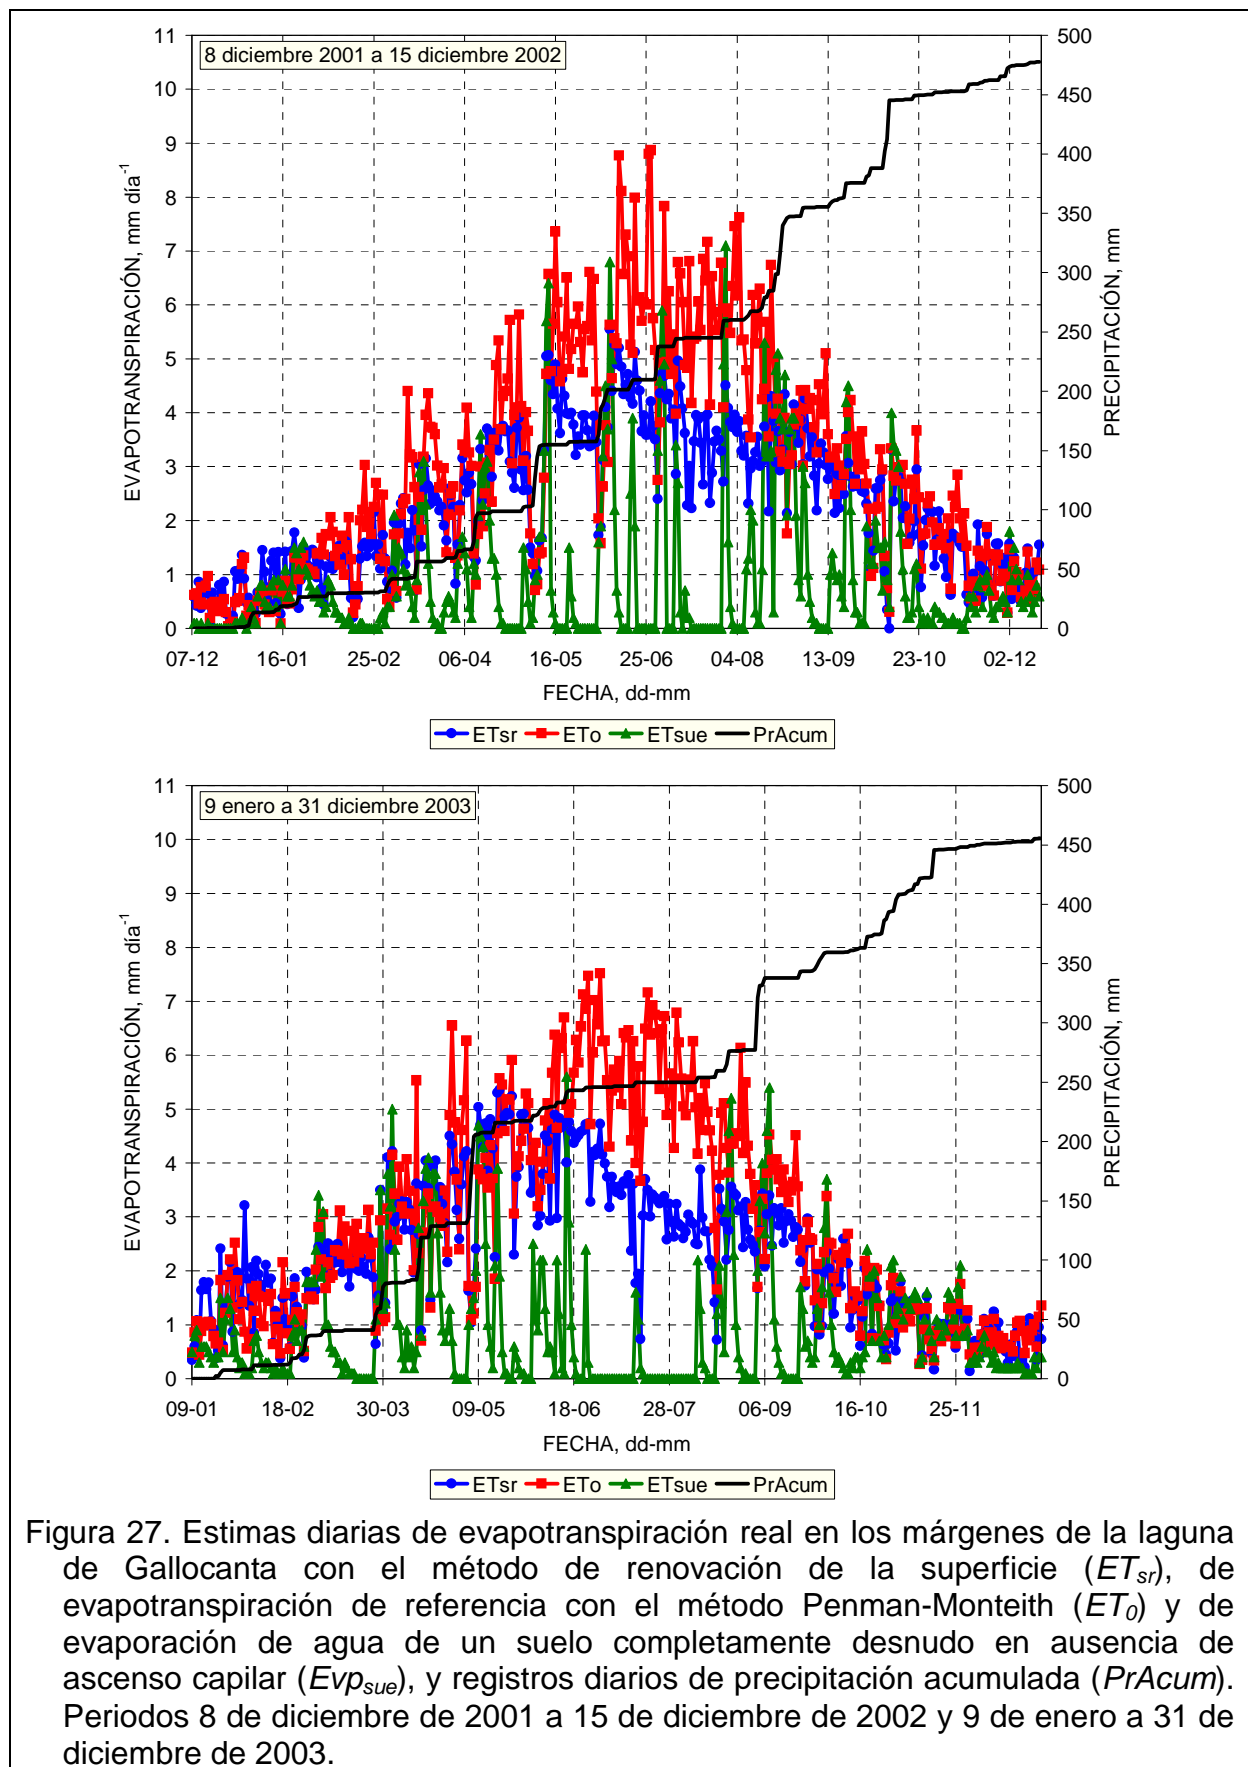 8 diciembre 2001 a 15 diciembre 2002
EVAPOTRANSPIRACIÓN, mm día-1
11
10
9
8
7
6
5
4
3
2
1
0
500
450
400
350
300
250
200
150
100
50
0
PRECIPITACIÓN, mm
07-12 16-01 25-02 06-04 16-05 25-06 04-08 13-09 23-10 02-12
FECHA, dd-mm
ETsr ETo ETsue PrAcum
9 enero a 31 diciembre 2003
EVAPOTRANSPIRACIÓN, mm día-1
11
10
9
8
7
6
5
4
3
2
1
0
500
450
400
350
300
250
200
150
100
50
0
PRECIPITACIÓN, mm
09-01 18-02 30-03 09-05 18-06 28-07 06-09 16-10 25-11
FECHA, dd-mm
ETsr ETo ETsue PrAcum
Figura 27. Estimas diarias de evapotranspiración real en los márgenes de la laguna
de Gallocanta con el método de renovación de la superficie (ETsr), de
evapotranspiración de referencia con el método Penman-Monteith (ET0) y de
evaporación de agua de un suelo completamente desnudo en ausencia de
ascenso capilar (Evpsue), y registros diarios de precipitación acumulada (PrAcum).
Periodos 8 de diciembre de 2001 a 15 de diciembre de 2002 y 9 de enero a 31 de
diciembre de 2003.